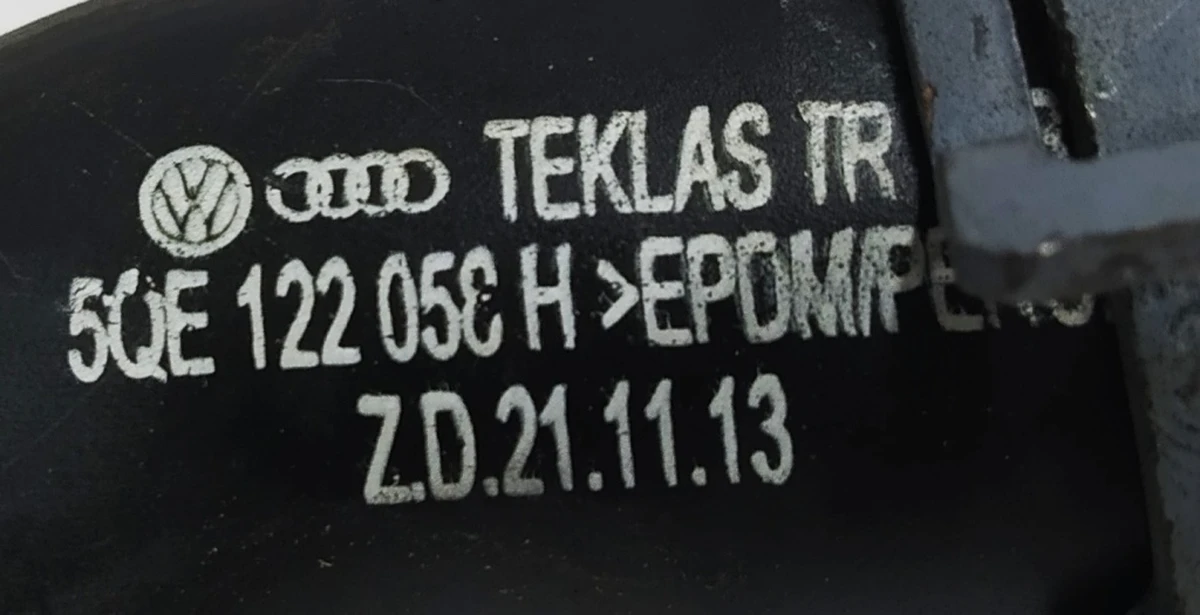 TEKLAS TR
5QE 122 058 H >EPDM/PE
Z.D.21.11.13